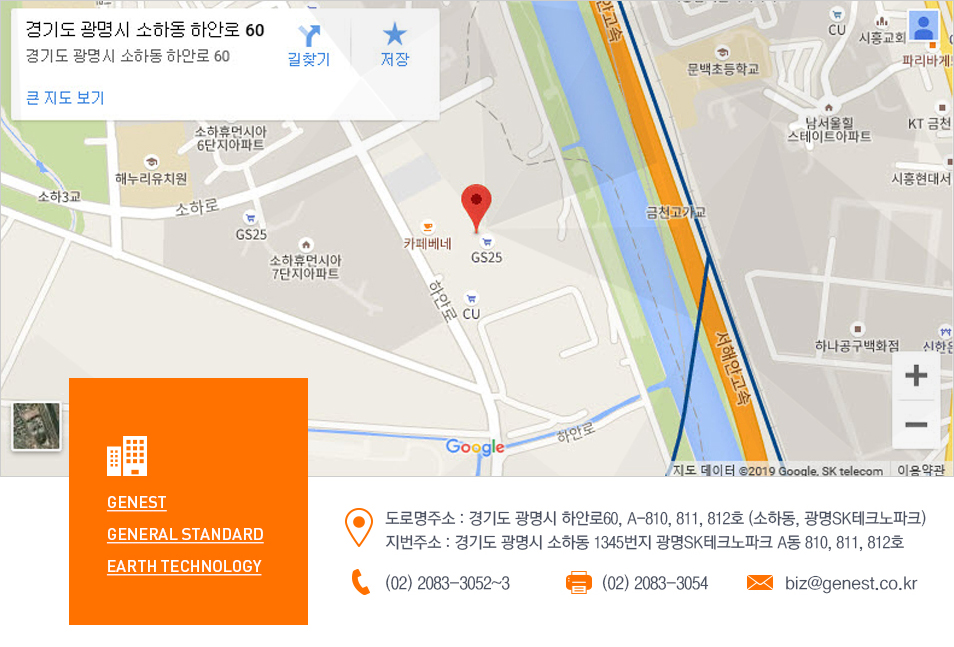 경기도 광명시 소하동 하안로 60
경기도 광명시 소하동 하안로 60
길찾기
저장
큰 지도 보기
CU
시흥교회
파리바게
문백초등학교
남서울힐
스테이트아파트
KT 금천
시흥현대서
소하휴먼시아
6단지아파트
해누리유치원
소하3교
소하로
GS25
소하휴먼시아
7단지아파트
카페베네
GS25
CU
하안로
하안로
서해안고속
서해안고속
금천고가교
하나공구백화점
신한은
Google
지도 데이터 ©2019 Google, SK telecom
이용약관
GENEST
GENERAL STANDARD
EARTH TECHNOLOGY
도로명주소 : 경기도 광명시 하안로60, A-810, 811, 812호 (소하동, 광명SK테크노파크)
지번주소 : 경기도 광명시 소하동 1345번지 광명SK테크노파크 A동 810, 811, 812호
(02) 2083-3052~3
(02) 2083-3054
biz@genest.co.kr